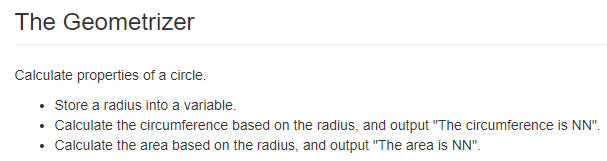 The Geometrizer
Calculate properties of a circle.
• Store a radius into a variable.
• Calculate the circumference based on the radius, and output "The circumference is NN".
• Calculate the area based on the radius, and output "The area is NN".